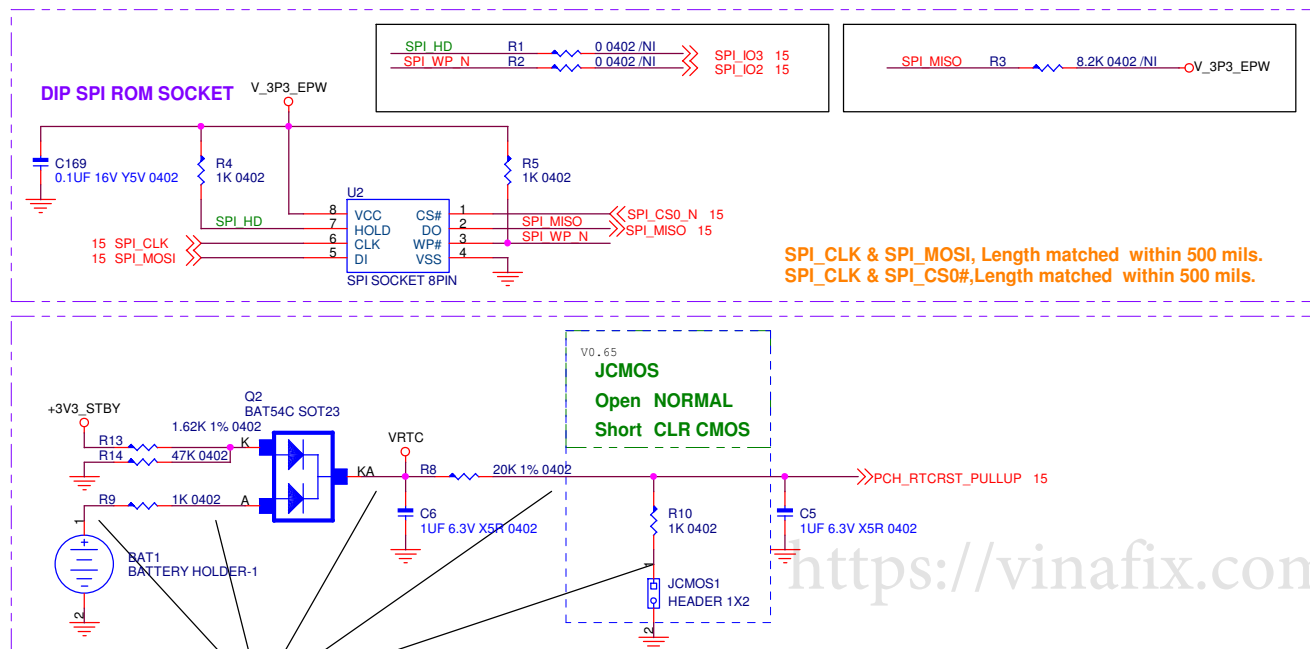 SPI_HD R1 0 0402 /NI SPI_IO3 15
SPI_WP_N R2 0 0402 /NI SPI_IO2 15
SPI_MISO R3 8.2K 0402 /NI V_3P3_EPW
DIP SPI ROM SOCKET V_3P3_EPW
C169
0.1UF 16V Y5V 0402
R4
1K 0402
R5
1K 0402
U2
8 VCC CS# 1 SPI_CS0_N 15
SPI_HD 7 HOLD DO 2 SPI_MISO SPI_MISO 15
15 SPI_CLK 6 CLK WP# 3 SPI_WP_N
15 SPI_MOSI 5 DI VSS 4
SPI SOCKET 8PIN
SPI_CLK & SPI_MOSI, Length matched within 500 mils.
SPI_CLK & SPI_CS0#,Length matched within 500 mils.
V0.65
JCMOS
Open NORMAL
Short CLR CMOS
+3V3_STBY
Q2
BAT54C SOT23
R13 1.62K 1% 0402 K
R14 47K 0402
VRTC
KA R8 20K 1% 0402 PCH_RTCRST_PULLUP 15
R9 1K 0402 A
C6
1UF 6.3V X5R 0402
R10
1K 0402
C5
1UF 6.3V X5R 0402
1
BAT1
BATTERY HOLDER-1
2
1
JCMOS1
HEADER 1X2
2
https://vinafix.com